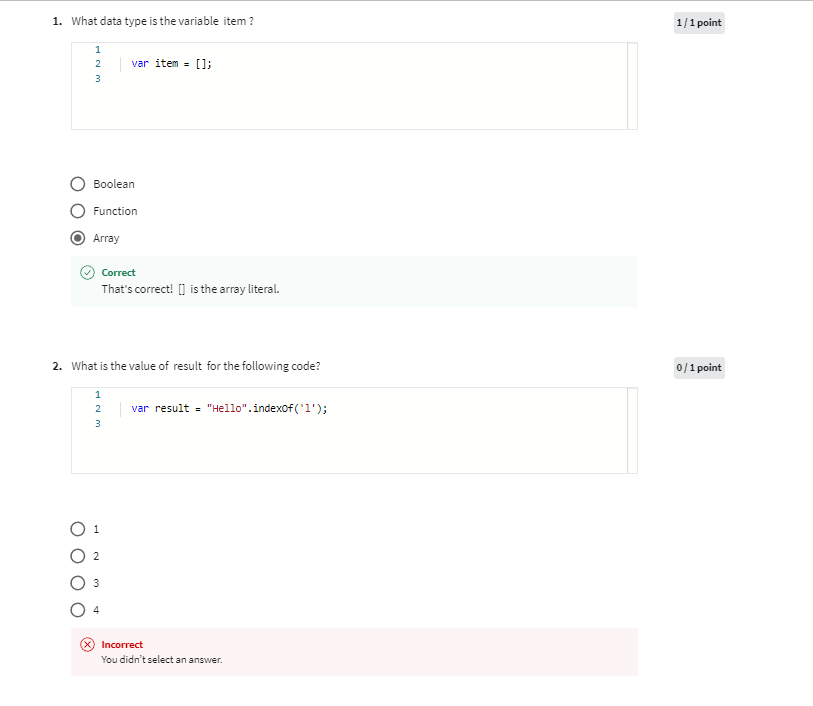 1. What data type is the variable item ?
1 / 1 point
1
2 var item = [];
3
Boolean
Function
Array
Correct
That's correct! [] is the array literal.
2. What is the value of result for the following code?
0 / 1 point
1
2 var result = "Hello".indexOf('l');
3
1
2
3
4
Incorrect
You didn't select an answer.